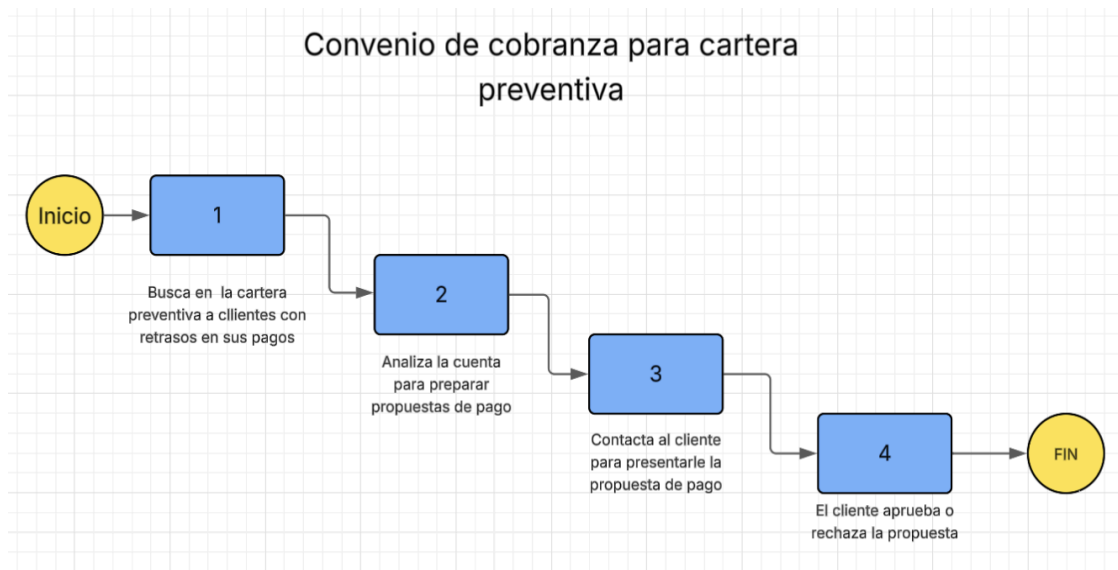 Convenio de cobranza para cartera
preventiva
Inicio
1
Busca en la cartera
preventiva a cllientes con
retrasos en sus pagos
2
Analiza la cuenta
para preparar
propuestas de pago
3
Contacta al cliente
para presentarle la
propuesta de pago
4
El cliente aprueba o
rechaza la propuesta
FIN